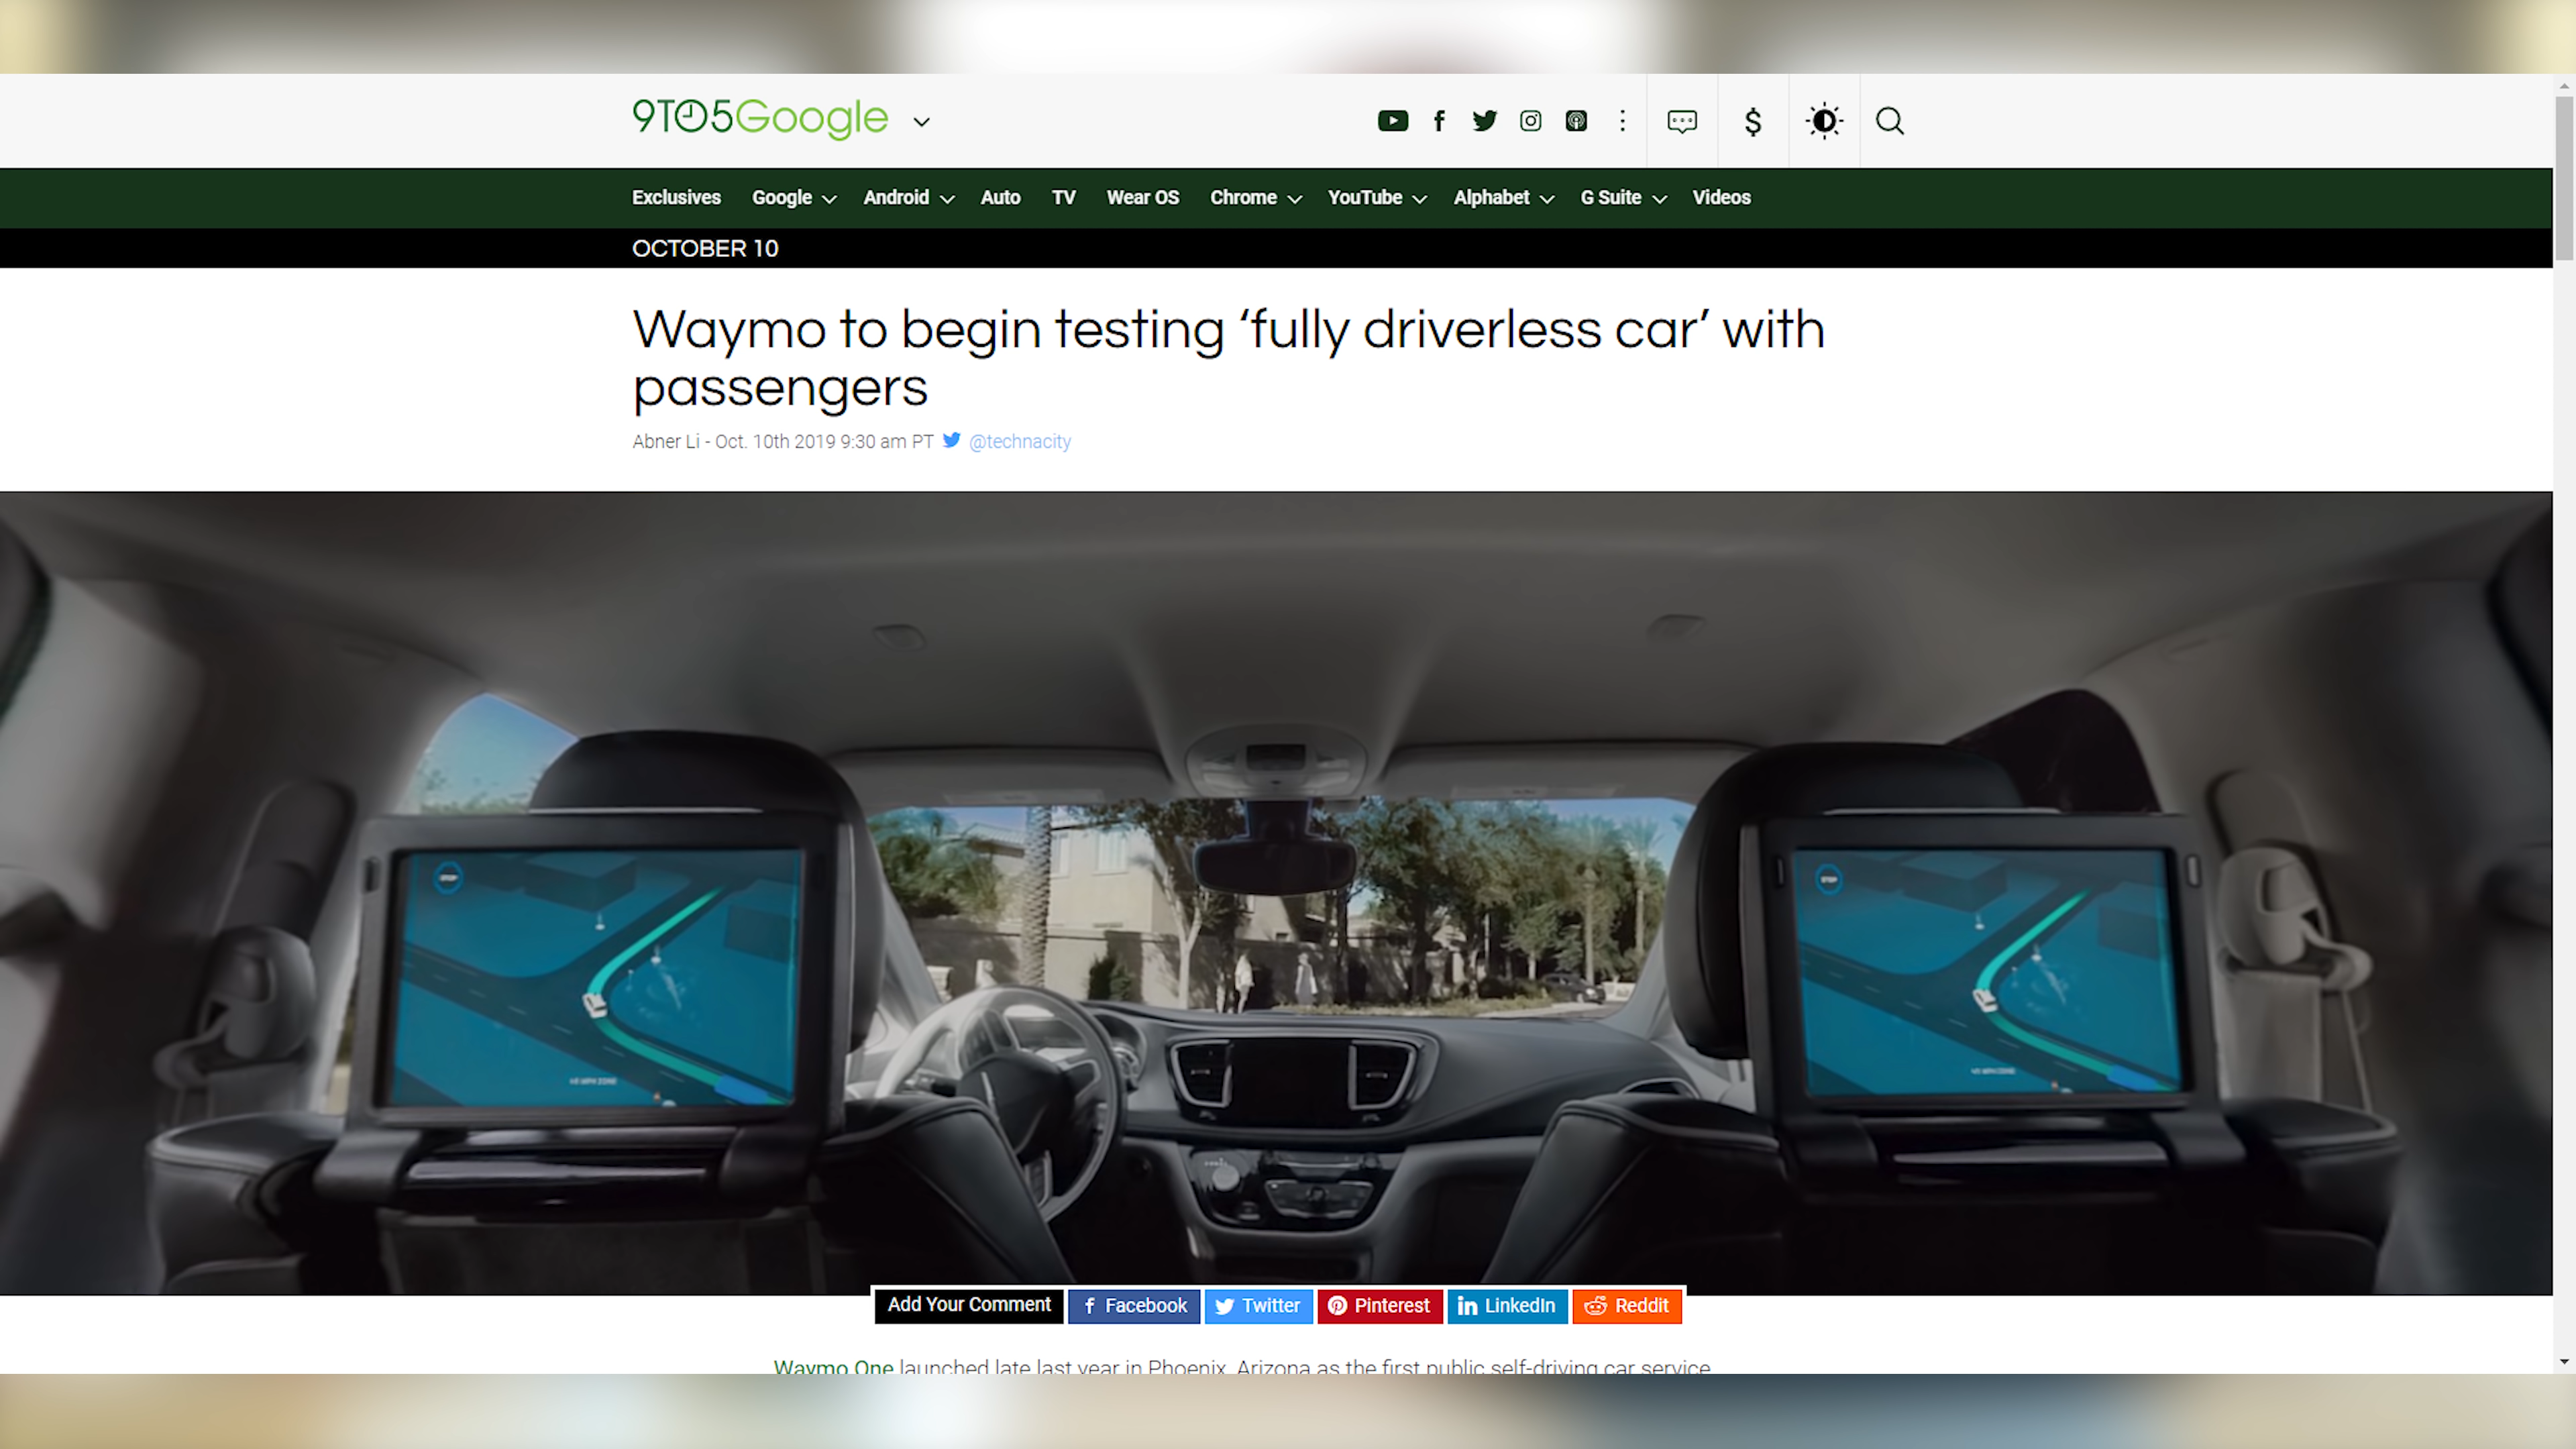 9TO5Google
Exclusives Google Android Auto TV Wear OS Chrome YouTube Alphabet G Suite Videos
OCTOBER 10
Waymo to begin testing ‘fully driverless car’ with
passengers
Abner Li - Oct. 10th 2019 9:30 am PT @technacity
STOP
STOP
Add Your Comment Facebook Twitter Pinterest LinkedIn Reddit
Waymo One launched late last year in Phoenix, Arizona as the first public self-driving car service